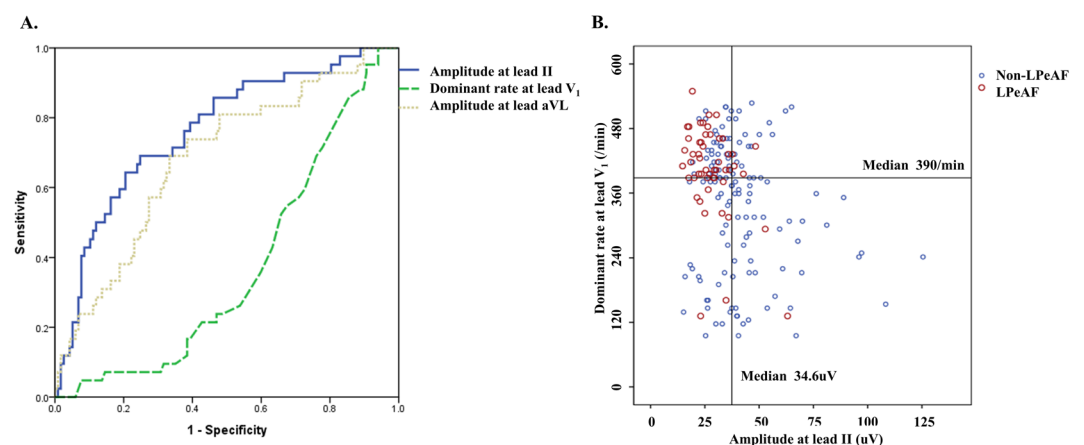 A.
1.0
0.8
0.6
0.4
0.2
0.0
Sensitivity
0.0 0.2 0.4 0.6 0.8 1.0
1 - Specificity
Amplitude at lead II
Dominant rate at lead V1
Amplitude at lead aVL
B.
600
480
360
240
120
0
Dominant rate at lead V1 (/min)
Median 390/min
Median 34.6uV
0 25 50 75 100 125
Amplitude at lead II (uV)
Non-LPeAF
LPeAF